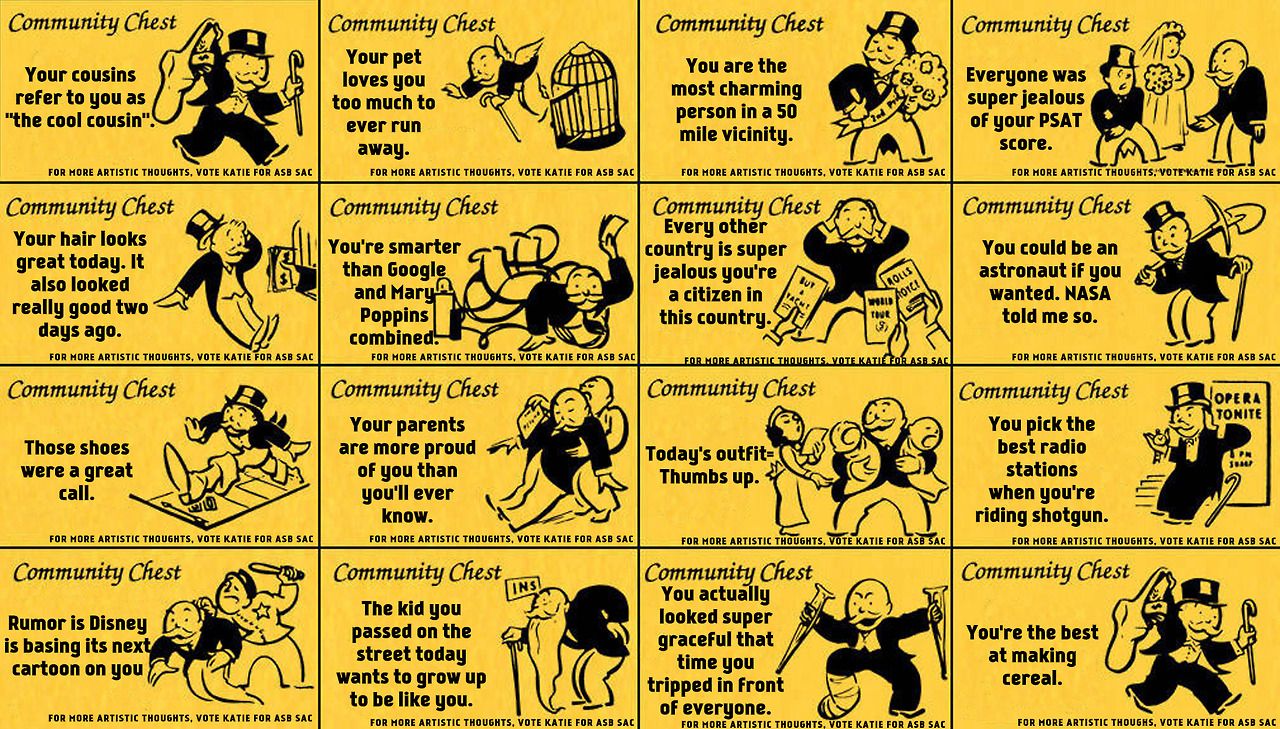 Community Chest
Your cousins
refer to you as
"the cool cousin".
FOR MORE ARTISTIC THOUGHTS, VOTE KATIE FOR ASB SAC
Community Chest
Your pet
loves you
too much to
ever run
away.
FOR MORE ARTISTIC THOUGHTS, VOTE KATIE FOR ASB SAC
Community Chest
You are the
most charming
person in a 50
mile vicinity.
2nd Prize
FOR MORE ARTISTIC THOUGHTS, VOTE KATIE FOR ASB SAC
Community Chest
Everyone was
super jealous
of your PSAT
score.
FOR MORE ARTISTIC THOUGHTS, VOTE KATIE FOR ASB SAC
Community Chest
Your hair looks
great today. It
also looked
really good two
days ago.
$
$
FOR MORE ARTISTIC THOUGHTS, VOTE KATIE FOR ASB SAC
Community Chest
You're smarter
than Google
and Mary
Poppins
combined.
FOR MORE ARTISTIC THOUGHTS, VOTE KATIE FOR ASB SAC
Community Chest
Every other
country is super
jealous you're
a citizen in
this country.
BUY
A
YACHT
WORLD
TOUR
$
ROLLS
ROYCE
FOR MORE ARTISTIC THOUGHTS, VOTE KATIE FOR ASB SAC
Community Chest
You could be an
astronaut if you
wanted. NASA
told me so.
FOR MORE ARTISTIC THOUGHTS, VOTE KATIE FOR ASB SAC
Community Chest
Those shoes
were a great
call.
FOR MORE ARTISTIC THOUGHTS, VOTE KATIE FOR ASB SAC
Community Chest
Your parents
are more proud
of you than
you'll ever
know.
FOR MORE ARTISTIC THOUGHTS, VOTE KATIE FOR ASB SAC
Community Chest
Today's outfit=
Thumbs up.
FOR MORE ARTISTIC THOUGHTS, VOTE KATIE FOR ASB SAC
Community Chest
You pick the
best radio
stations
when you're
riding shotgun.
OPERA
TONITE
8 PM
SHARP
FOR MORE ARTISTIC THOUGHTS, VOTE KATIE FOR ASB SAC
Community Chest
Rumor is Disney
is basing its next
cartoon on you
FOR MORE ARTISTIC THOUGHTS, VOTE KATIE FOR ASB SAC
Community Chest
The kid you
passed on the
street today
wants to grow up
to be like you.
INS
FOR MORE ARTISTIC THOUGHTS, VOTE KATIE FOR ASB SAC
Community Chest
You actually
looked super
graceful that
time you
tripped in front
of everyone.
FOR MORE ARTISTIC THOUGHTS, VOTE KATIE FOR ASB SAC
Community Chest
You're the best
at making
cereal.
FOR MORE ARTISTIC THOUGHS, VOTE KATIE FOR ASB SAC